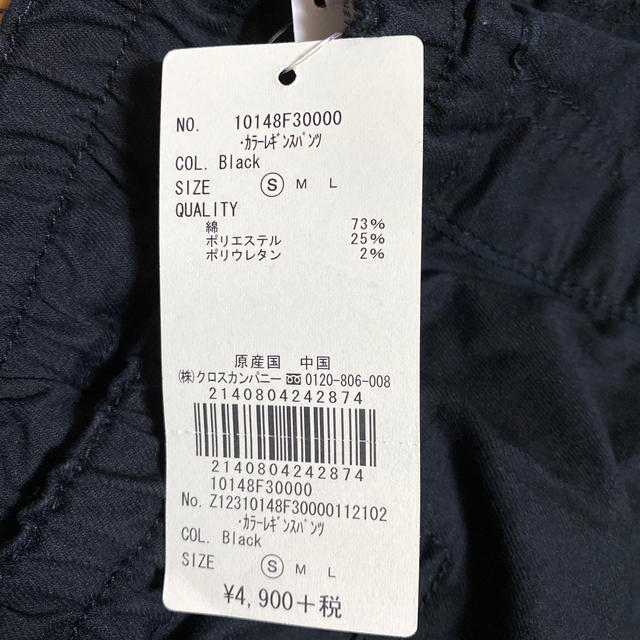 NO. 10148F30000
・カラーレギンスパンツ
COL. Black
SIZE Ⓢ M L
QUALITY
綿 73%
ポリエステル 25%
ポリウレタン 2%
原産国 中国
(株)クロスカンパニー 0120-806-008
2140804242874
2140804242874
10148F30000
No. Z12310148F30000112102
・カラーレギンスパンツ
COL. Black
SIZE Ⓢ M L
¥4,900+税